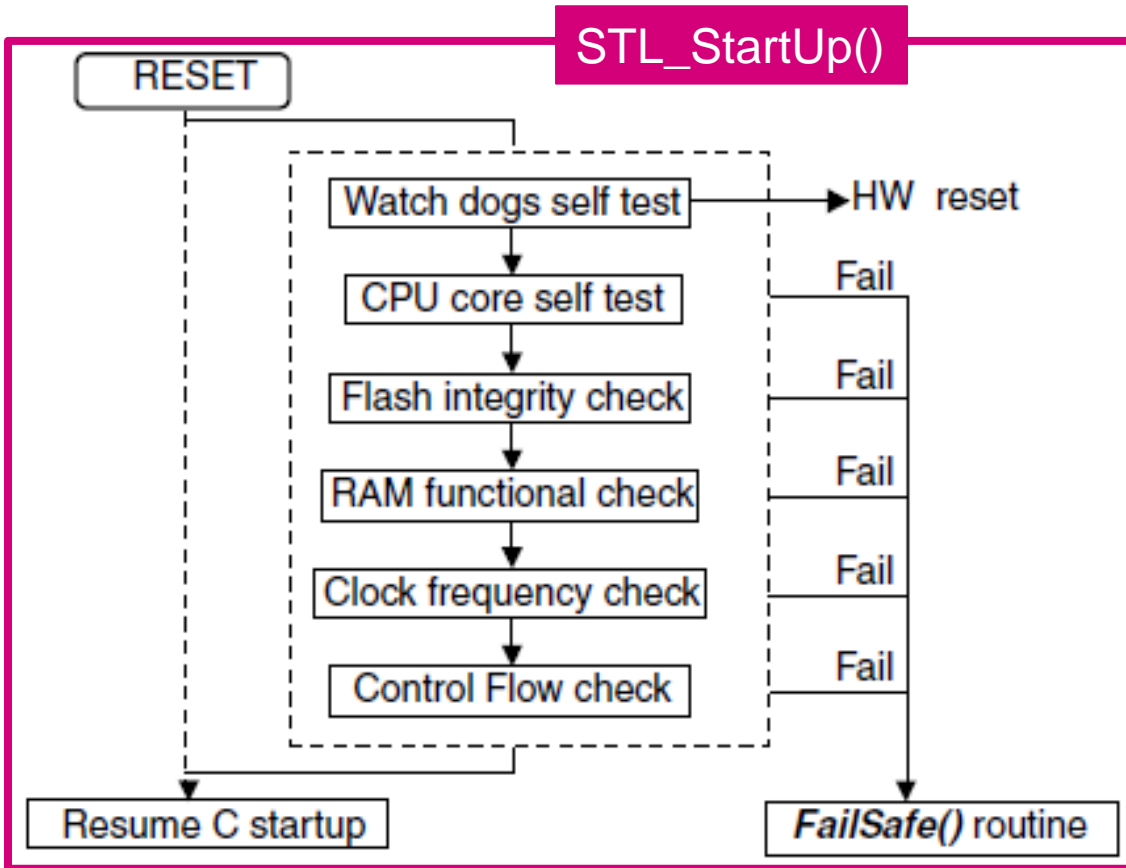 STL_StartUp()
RESET
Watch dogs self test
HW reset
CPU core self test
Fail
Flash integrity check
Fail
RAM functional check
Fail
Clock frequency check
Fail
Control Flow check
Fail
Resume C startup
FailSafe() routine